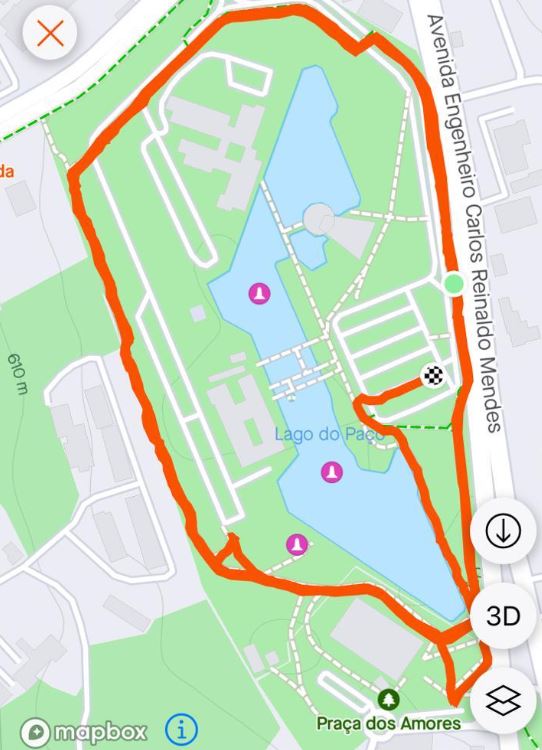 Avenida Engenheiro Carlos Reinaldo Mendes
da
610 m
Lago do Paço
3D
Praça dos Amores
mapbox
i